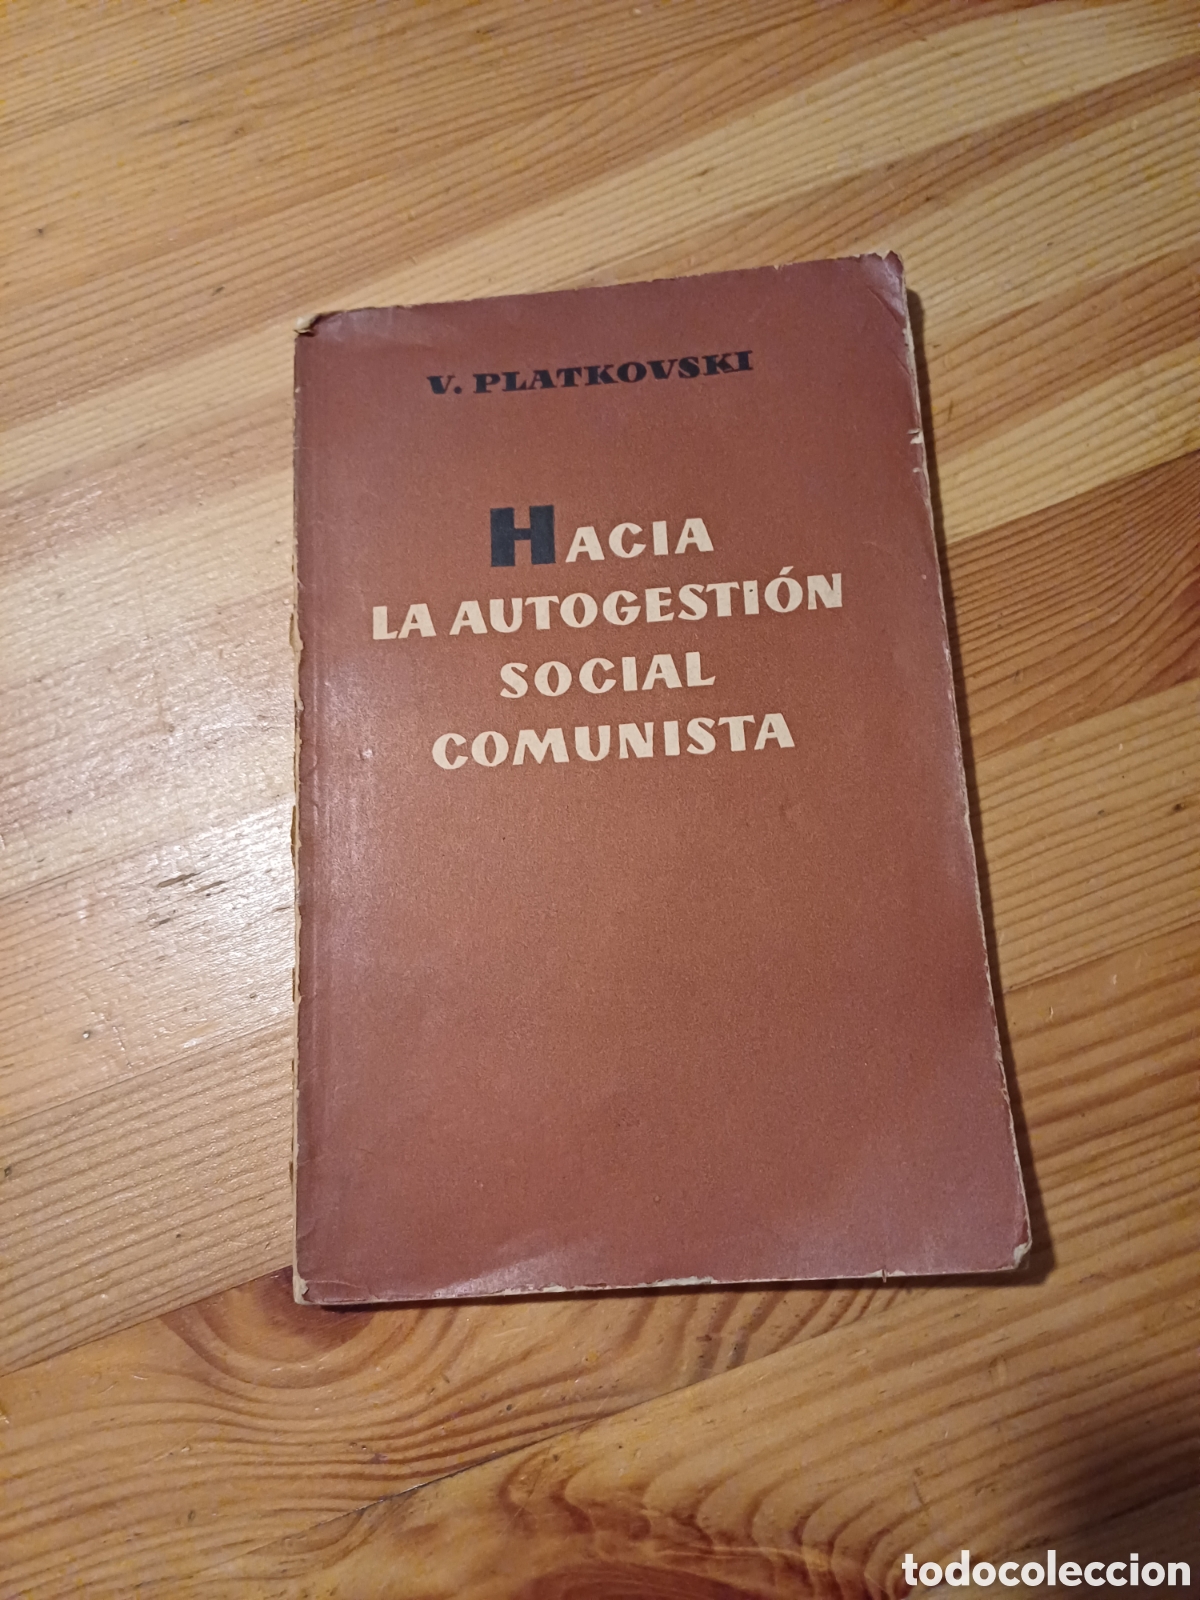 V. PLATKOVSKI
HACIA
LA AUTOGESTIÓN
SOCIAL
COMUNISTA
todocoleccion